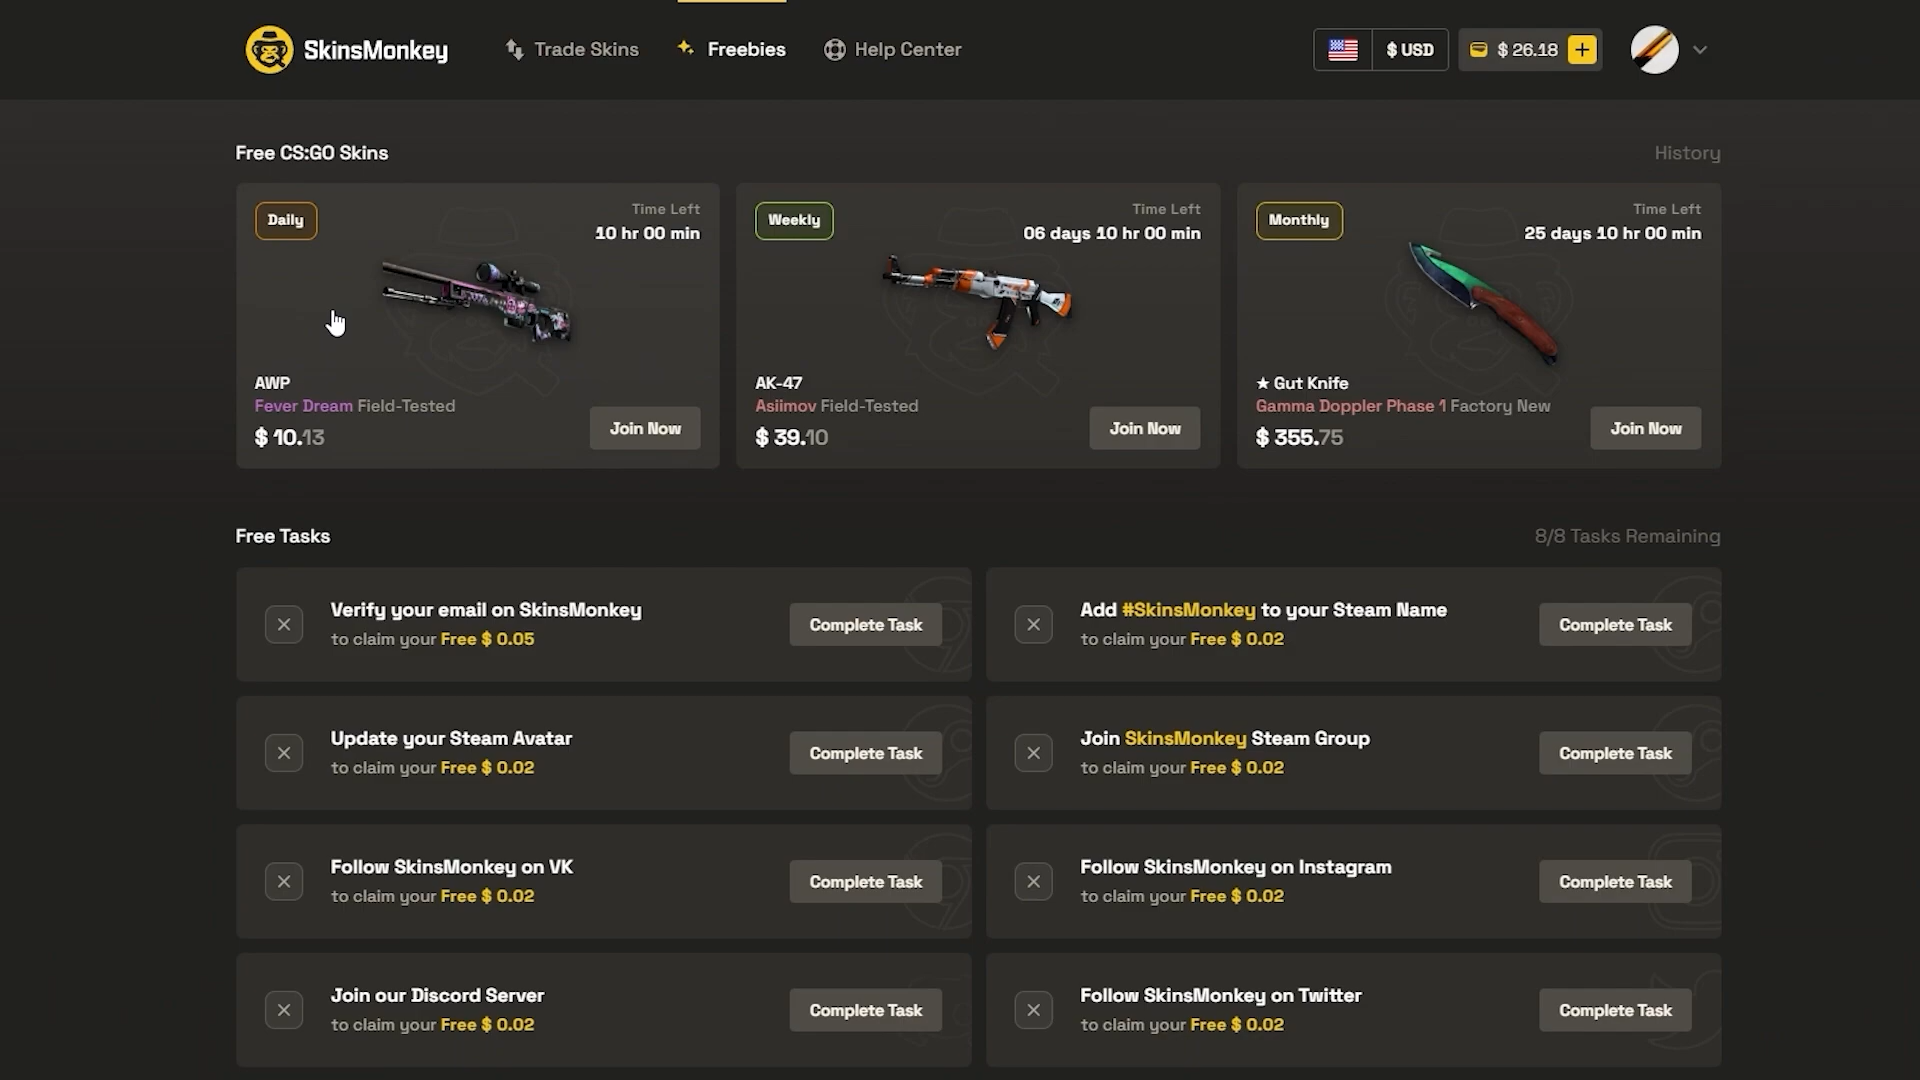 SkinsMonkey
Trade Skins
Freebies
Help Center
$ USD
$ 26.18
Free CS:GO Skins
History
Daily
Time Left
10 hr 00 min
AWP
Fever Dream Field-Tested
$ 10.13
Join Now
Weekly
Time Left
06 days 10 hr 00 min
AK-47
Asiimov Field-Tested
$ 39.10
Join Now
Monthly
Time Left
25 days 10 hr 00 min
★ Gut Knife
Gamma Doppler Phase 1 Factory New
$ 355.75
Join Now
Free Tasks
8/8 Tasks Remaining
Verify your email on SkinsMonkey
to claim your Free $ 0.05
Complete Task
Add #SkinsMonkey to your Steam Name
to claim your Free $ 0.02
Complete Task
Update your Steam Avatar
to claim your Free $ 0.02
Complete Task
Join SkinsMonkey Steam Group
to claim your Free $ 0.02
Complete Task
Follow SkinsMonkey on VK
to claim your Free $ 0.02
Complete Task
Follow SkinsMonkey on Instagram
to claim your Free $ 0.02
Complete Task
Join our Discord Server
to claim your Free $ 0.02
Complete Task
Follow SkinsMonkey on Twitter
to claim your Free $ 0.02
Complete Task